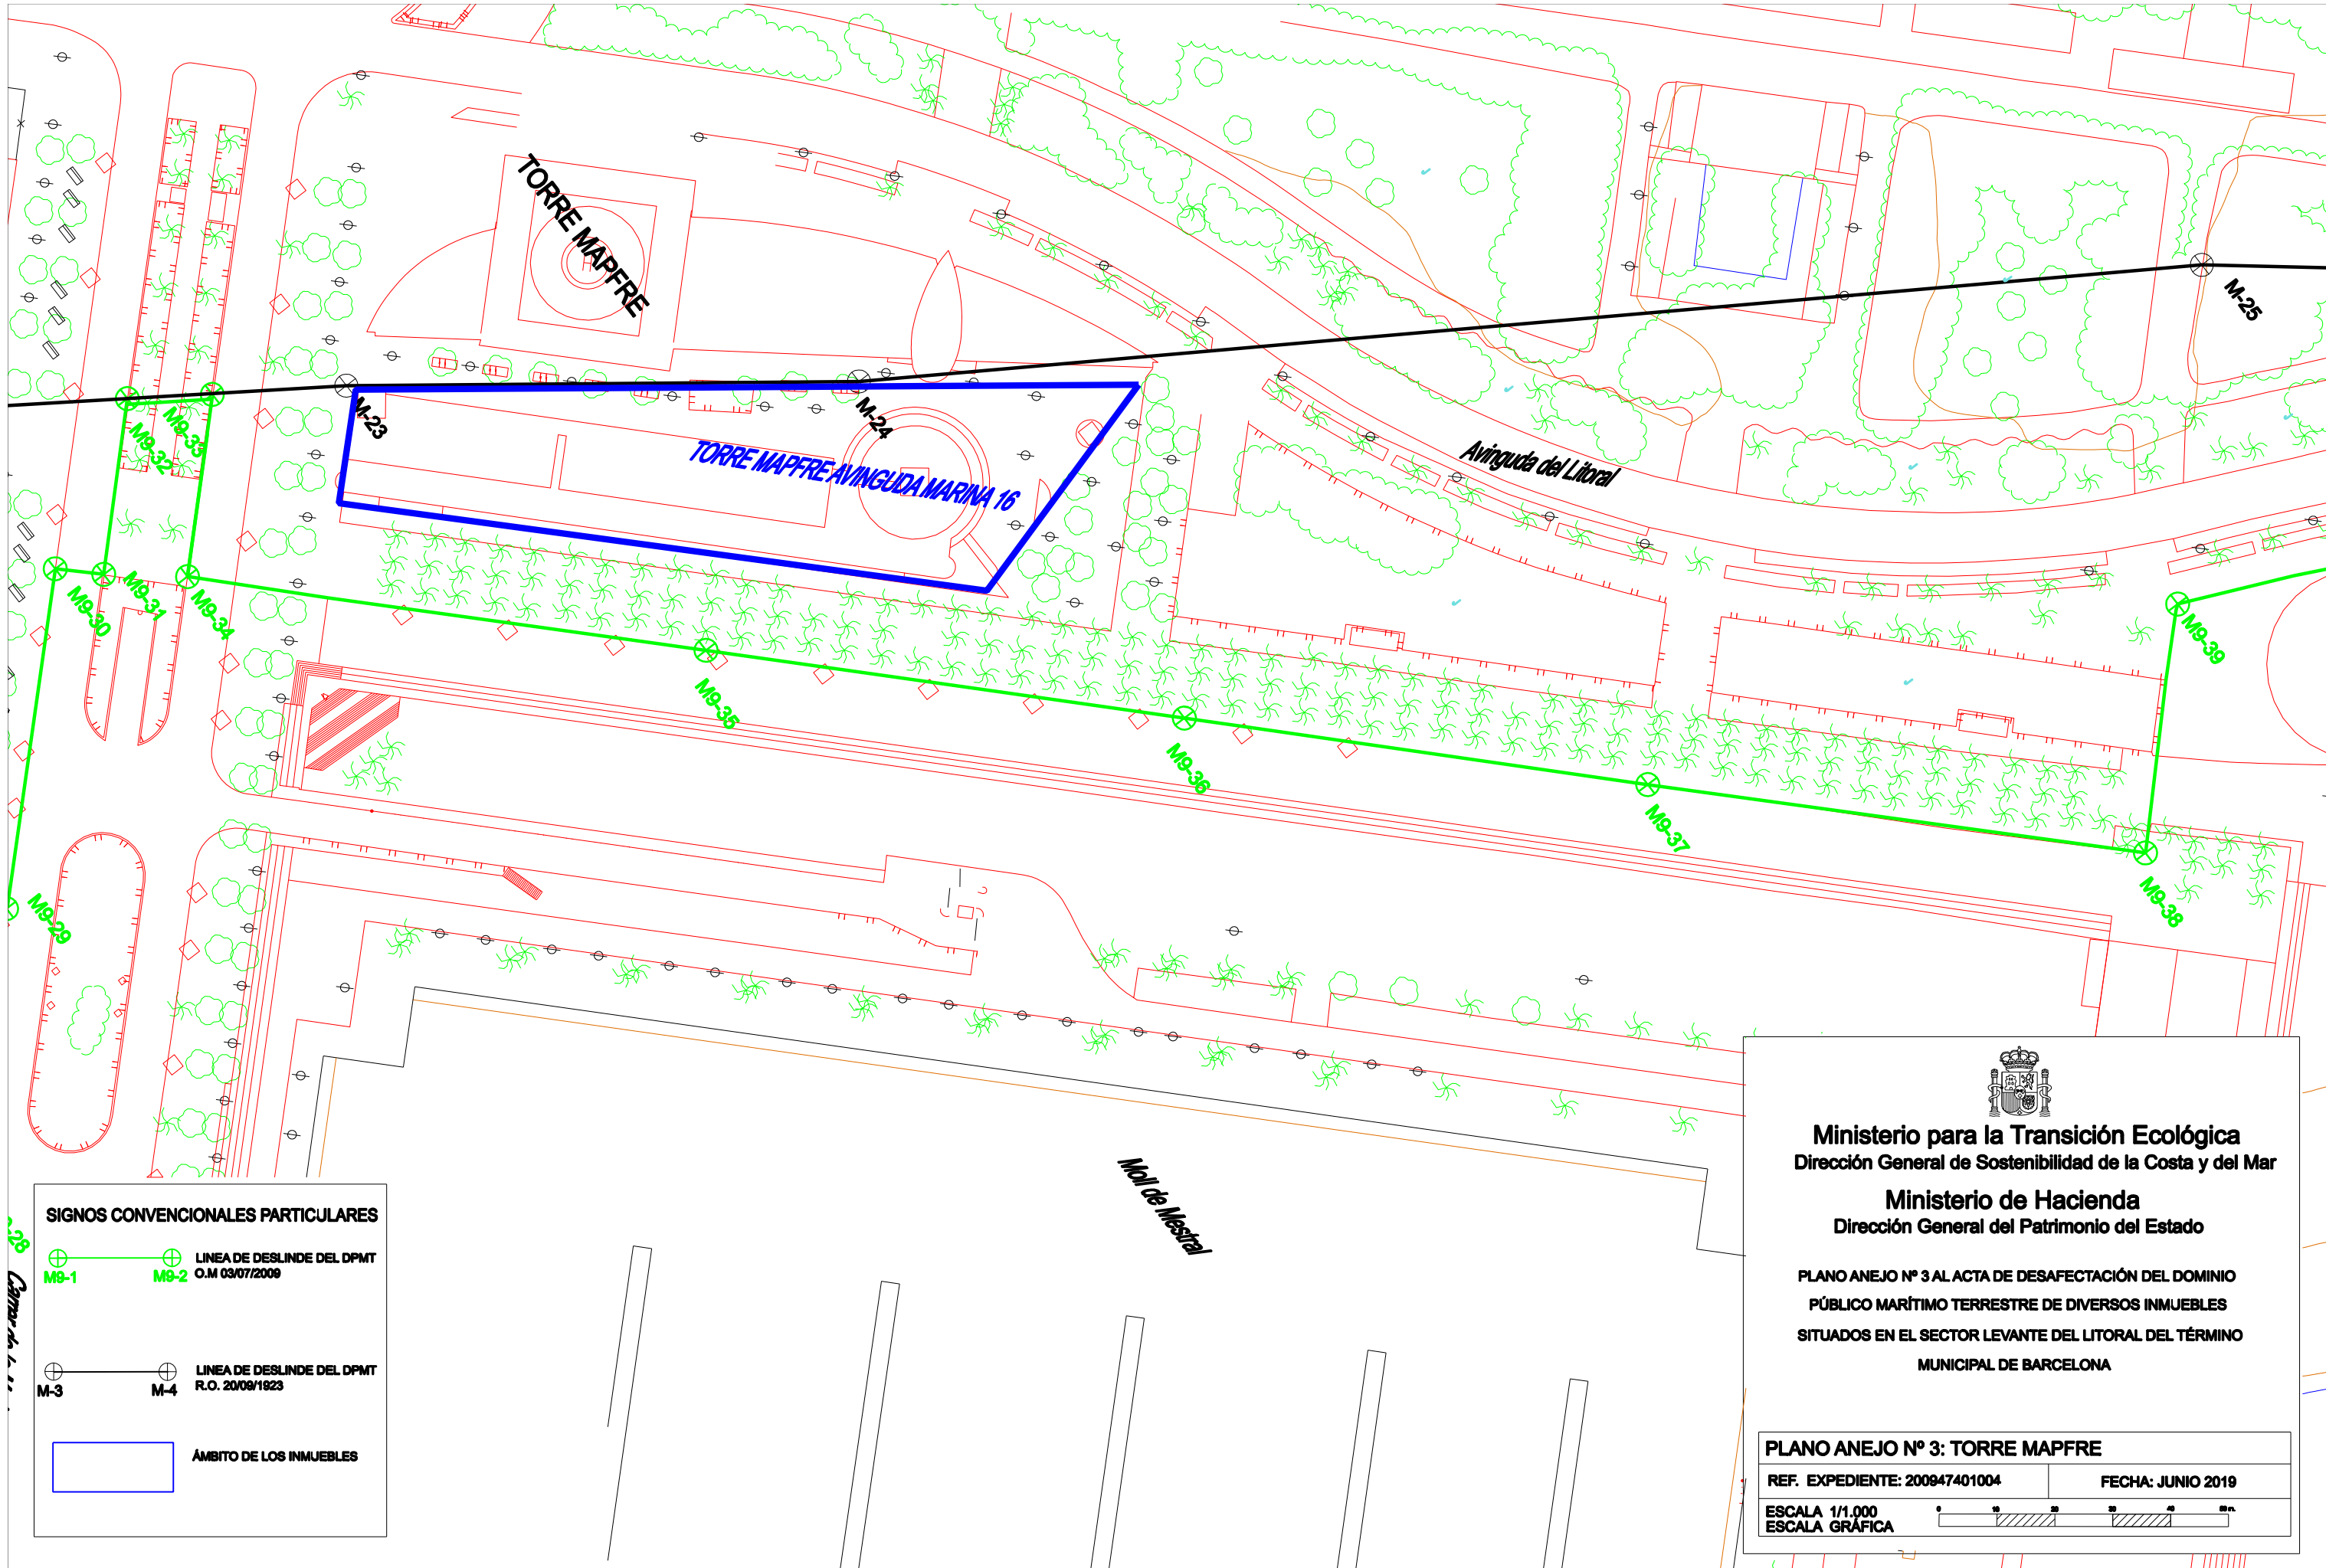 TORRE MAPFRE
M-25
M-23
M-24
M9-33
M9-32
TORRE MAPFRE AVINGUDA MARINA 16
Avinguda del Litoral
M9-31
M9-30
M9-34
M9-39
M9-35
M9-36
M9-37
M9-38
M9-29
Moll de Mestral
SIGNOS CONVENCIONALES PARTICULARES
M9-1
M9-2
LINEA DE DESLINDE DEL DPMT
O.M 03/07/2009
M-3
M-4
LINEA DE DESLINDE DEL DPMT
R.O. 20/09/1923
ÁMBITO DE LOS INMUEBLES
Ministerio para la Transición Ecológica
Dirección General de Sostenibilidad de la Costa y del Mar
Ministerio de Hacienda
Dirección General del Patrimonio del Estado
PLANO ANEJO Nº 3 AL ACTA DE DESAFECTACIÓN DEL DOMINIO
PÚBLICO MARÍTIMO TERRESTRE DE DIVERSOS INMUEBLES
SITUADOS EN EL SECTOR LEVANTE DEL LITORAL DEL TÉRMINO
MUNICIPAL DE BARCELONA
PLANO ANEJO Nº 3: TORRE MAPFRE
REF. EXPEDIENTE: 200947401004
FECHA: JUNIO 2019
ESCALA 1/1.000
ESCALA GRÁFICA
0 10 20 30 40 50 m.